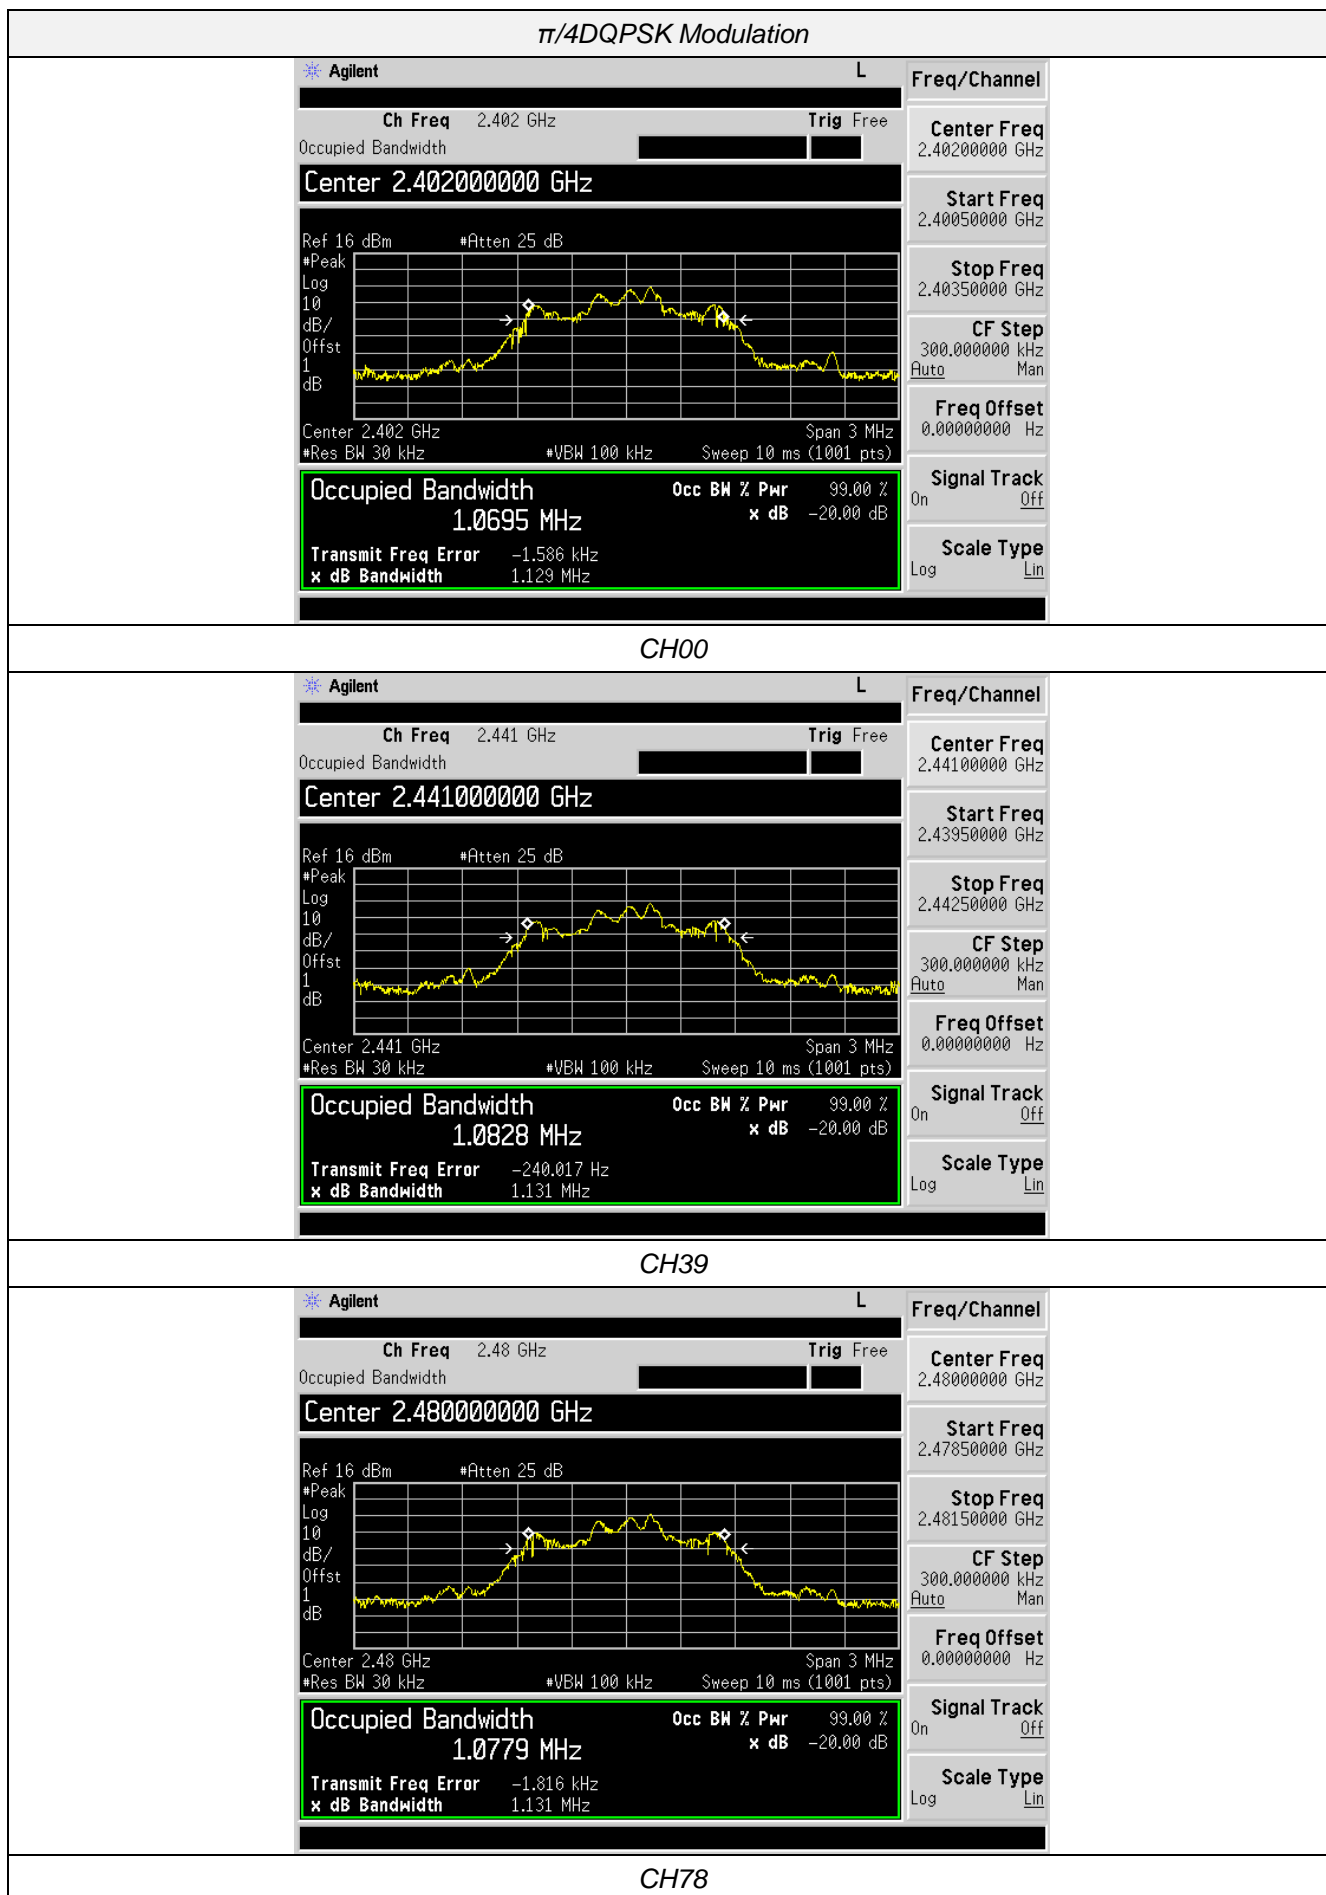 π/4DQPSK Modulation
Agilent L Freq/Channel
Ch Freq 2.402 GHz Trig Free
Occupied Bandwidth
Center 2.402000000 GHz
Center Freq
2.40200000 GHz
Start Freq
2.40050000 GHz
Stop Freq
2.40350000 GHz
CF Step
300.000000 kHz
Auto Man
Freq Offset
0.00000000 Hz
Signal Track
On Off
Scale Type
Log Lin
Ref 16 dBm #Atten 25 dB
#Peak
Log
10
dB/
Offst
1
dB
Center 2.402 GHz Span 3 MHz
#Res BW 30 kHz #VBW 100 kHz Sweep 10 ms (1001 pts)
Occupied Bandwidth Occ BW % Pwr 99.00 %
1.0695 MHz x dB -20.00 dB
Transmit Freq Error -1.586 kHz
x dB Bandwidth 1.129 MHz
CH00
Agilent L Freq/Channel
Ch Freq 2.441 GHz Trig Free
Occupied Bandwidth
Center 2.441000000 GHz
Center Freq
2.44100000 GHz
Start Freq
2.43950000 GHz
Stop Freq
2.44250000 GHz
CF Step
300.000000 kHz
Auto Man
Freq Offset
0.00000000 Hz
Signal Track
On Off
Scale Type
Log Lin
Ref 16 dBm #Atten 25 dB
#Peak
Log
10
dB/
Offst
1
dB
Center 2.441 GHz Span 3 MHz
#Res BW 30 kHz #VBW 100 kHz Sweep 10 ms (1001 pts)
Occupied Bandwidth Occ BW % Pwr 99.00 %
1.0828 MHz x dB -20.00 dB
Transmit Freq Error -240.017 Hz
x dB Bandwidth 1.131 MHz
CH39
Agilent L Freq/Channel
Ch Freq 2.48 GHz Trig Free
Occupied Bandwidth
Center 2.480000000 GHz
Center Freq
2.48000000 GHz
Start Freq
2.47850000 GHz
Stop Freq
2.48150000 GHz
CF Step
300.000000 kHz
Auto Man
Freq Offset
0.00000000 Hz
Signal Track
On Off
Scale Type
Log Lin
Ref 16 dBm #Atten 25 dB
#Peak
Log
10
dB/
Offst
1
dB
Center 2.48 GHz Span 3 MHz
#Res BW 30 kHz #VBW 100 kHz Sweep 10 ms (1001 pts)
Occupied Bandwidth Occ BW % Pwr 99.00 %
1.0779 MHz x dB -20.00 dB
Transmit Freq Error -1.816 kHz
x dB Bandwidth 1.131 MHz
CH78